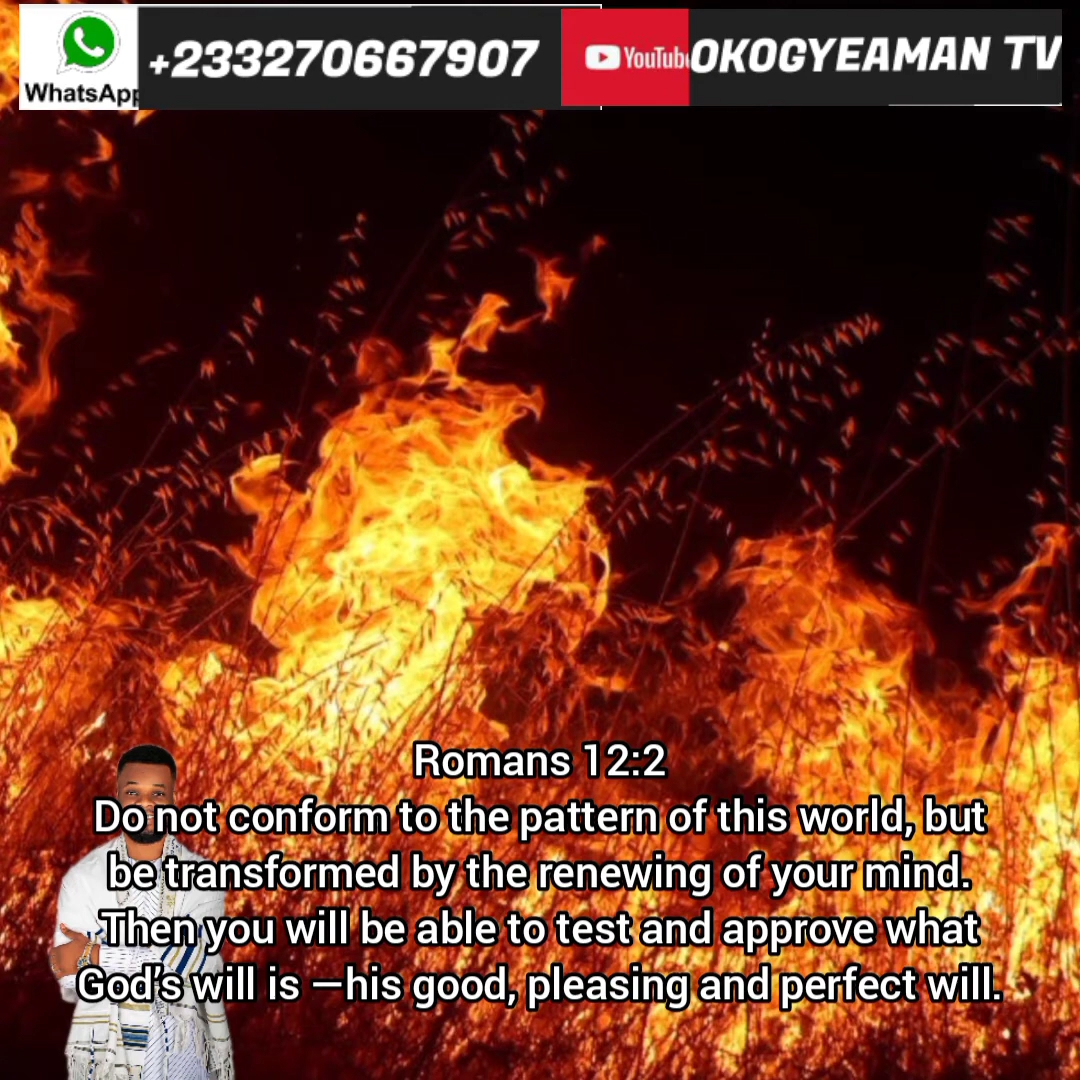 WhatsApp
+233270667907
YouTube
OKOGYEAMAN TV
Romans 12:2
Do not conform to the pattern of this world, but
be transformed by the renewing of your mind.
Then you will be able to test and approve what
God's will is —his good, pleasing and perfect will.